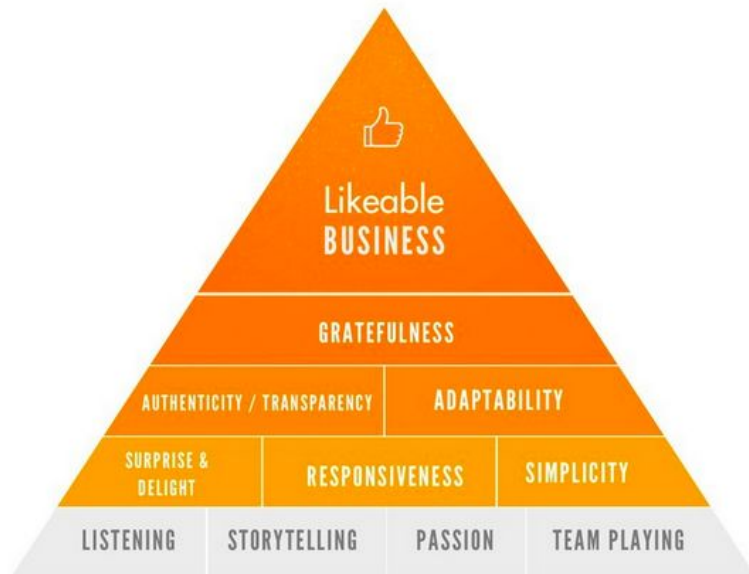 Likeable
BUSINESS
GRATEFULNESS
AUTHENTICITY / TRANSPARENCY
ADAPTABILITY
SURPRISE &
DELIGHT
RESPONSIVENESS
SIMPLICITY
LISTENING
STORYTELLING
PASSION
TEAM PLAYING